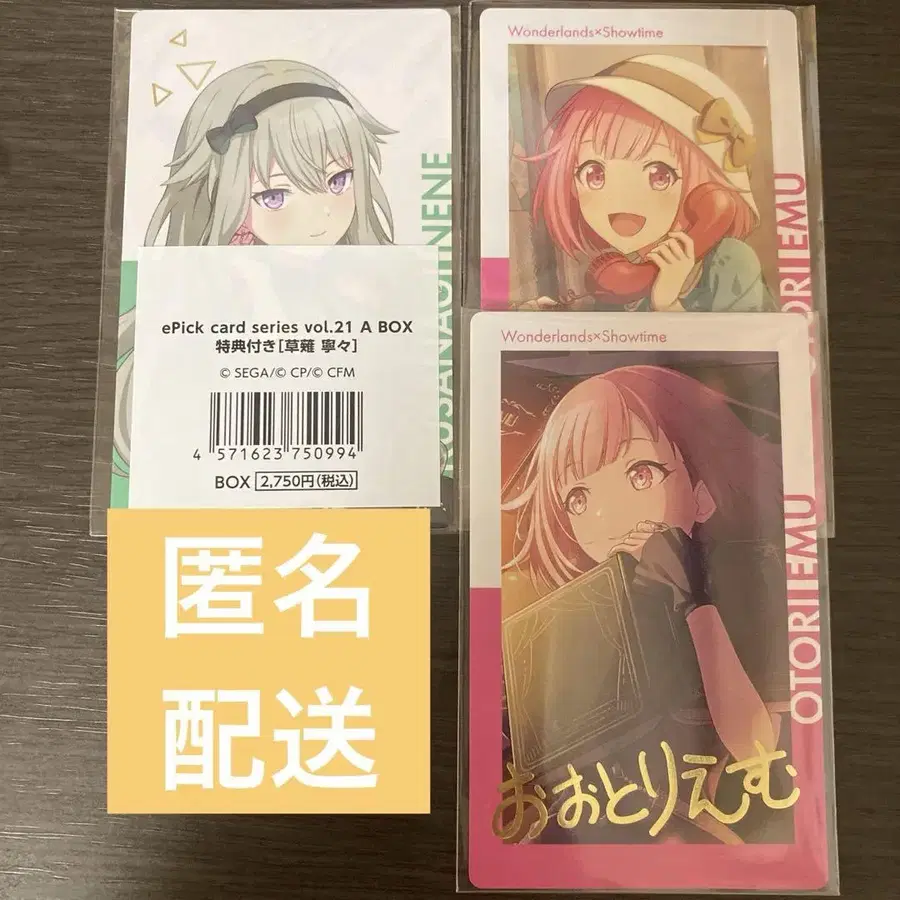 KUSANAGI NENE
ePick card series vol.21 A BOX
特典付き[草薙 寧々]
© SEGA/© CP/© CFM
4 571623 750994
BOX 2,750円(税込)
Wonderlands×Showtime
OTORI EMU
Wonderlands×Showtime
OTORI EMU
おおとりえむ
匿名
配送